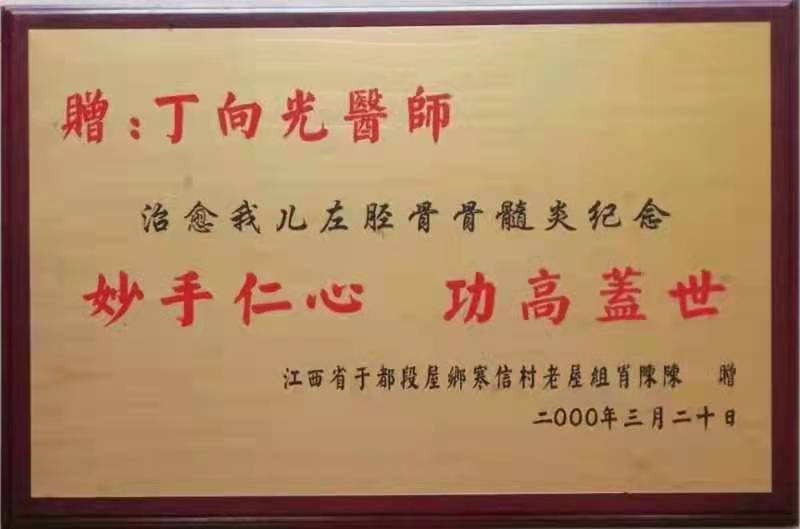 贈:丁向光醫師
治愈我儿左胫骨骨髓炎纪念
妙手仁心 功高蓋世
江西省于都段屋鄉寒信村老屋組肖陳陳 贈
二000年三月二十日